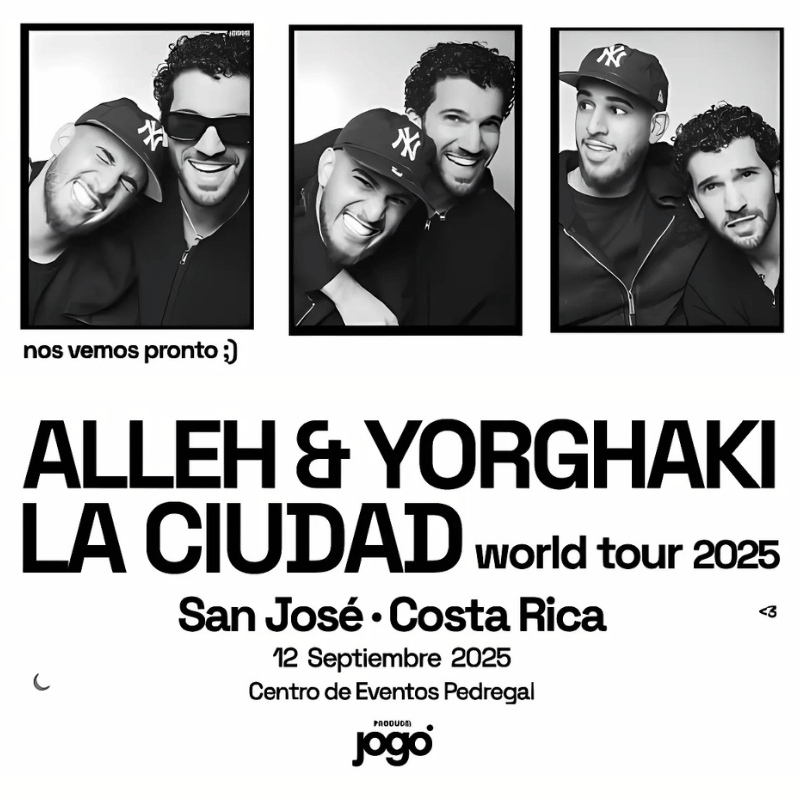 nos vemos pronto ;)
ALLEH & YORGHAKI
LA CIUDAD world tour 2025
San José • Costa Rica
<3
12 Septiembre 2025
Centro de Eventos Pedregal
jogo